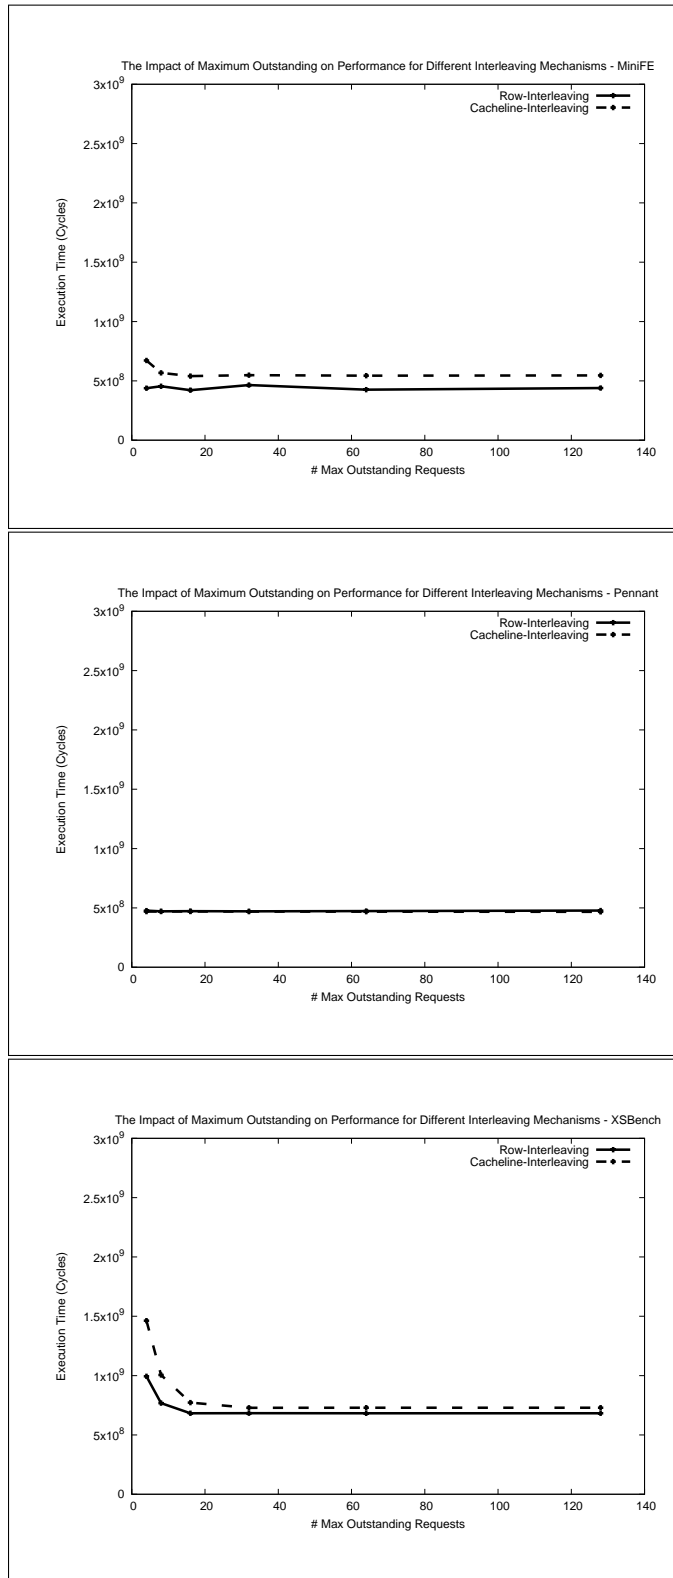 The Impact of Maximum Outstanding on Performance for Different Interleaving Mechanisms - MiniFE
Row-Interleaving
Cacheline-Interleaving
Execution Time (Cycles)
3x10^9
2.5x10^9
2x10^9
1.5x10^9
1x10^9
5x10^8
0
0 20 40 60 80 100 120 140
# Max Outstanding Requests
The Impact of Maximum Outstanding on Performance for Different Interleaving Mechanisms - Pennant
Row-Interleaving
Cacheline-Interleaving
Execution Time (Cycles)
3x10^9
2.5x10^9
2x10^9
1.5x10^9
1x10^9
5x10^8
0
0 20 40 60 80 100 120 140
# Max Outstanding Requests
The Impact of Maximum Outstanding on Performance for Different Interleaving Mechanisms - XSBench
Row-Interleaving
Cacheline-Interleaving
Execution Time (Cycles)
3x10^9
2.5x10^9
2x10^9
1.5x10^9
1x10^9
5x10^8
0
0 20 40 60 80 100 120 140
# Max Outstanding Requests